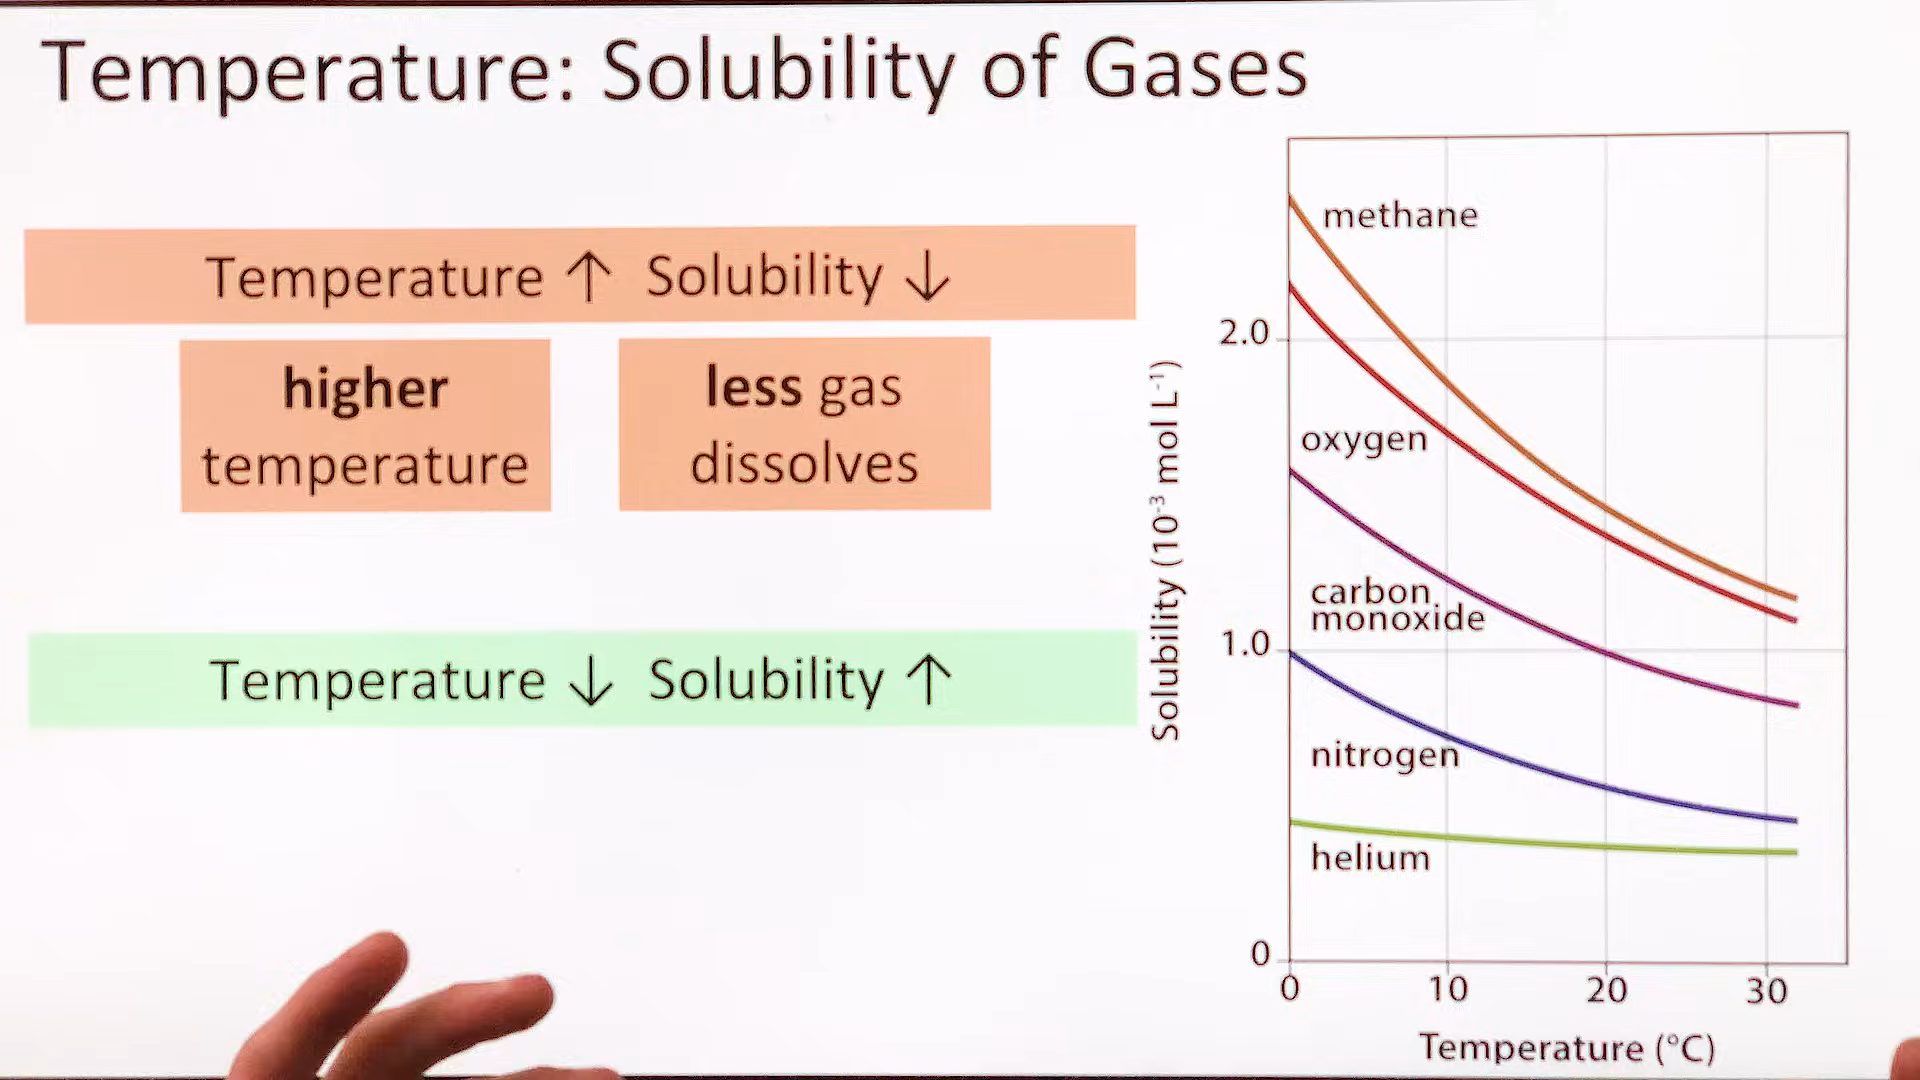 Temperature: Solubility of Gases
Temperature ↑ Solubility ↓
higher
temperature
less gas
dissolves
Temperature ↓ Solubility ↑
methane
oxygen
carbon
monoxide
nitrogen
helium
2.0
1.0
0
0 10 20 30
Temperature (°C)
Solubility (10⁻³ mol L⁻¹)